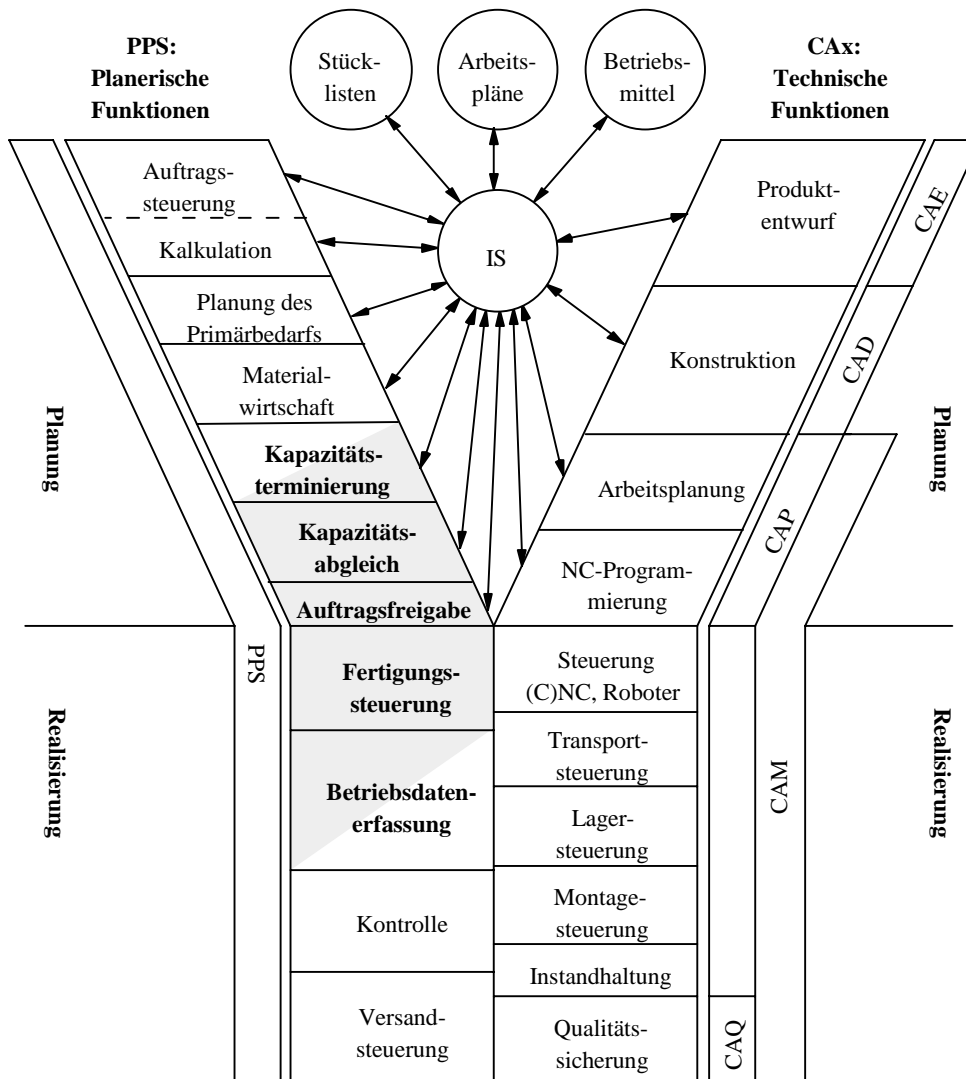 PPS:
Planerische
Funktionen
Stück-
listen
Arbeits-
pläne
Betriebs-
mittel
CAx:
Technische
Funktionen
IS
Auftrags-
steuerung
Kalkulation
Planung des
Primärbedarfs
Material-
wirtschaft
Kapazitäts-
terminierung
Kapazitäts-
abgleich
Auftragsfreigabe
Fertigungs-
steuerung
Betriebsdaten-
erfassung
Kontrolle
Versand-
steuerung
Produkt-
entwurf
Konstruktion
Arbeitsplanung
NC-Program-
mierung
Steuerung
(C)NC, Roboter
Transport-
steuerung
Lager-
steuerung
Montage-
steuerung
Instandhaltung
Qualitäts-
sicherung
Planung
Realisierung
PPS
CAE
CAD
CAP
CAM
CAQ
Planung
Realisierung